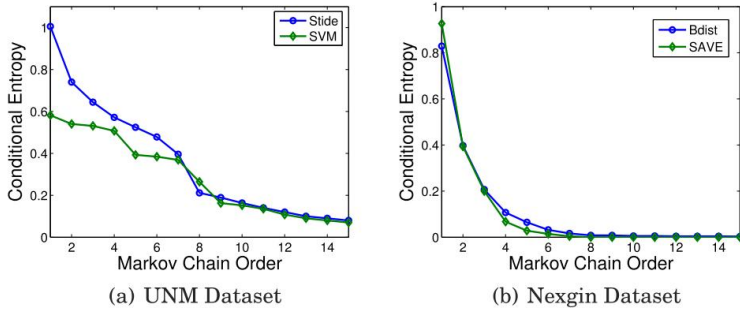 Conditional Entropy
1
0.8
0.6
0.4
0.2
0
2 4 6 8 10 12 14
Markov Chain Order
Stide
SVM
(a) UNM Dataset
Conditional Entropy
1
0.8
0.6
0.4
0.2
0
2 4 6 8 10 12 14
Markov Chain Order
Bdist
SAVE
(b) Nexgin Dataset